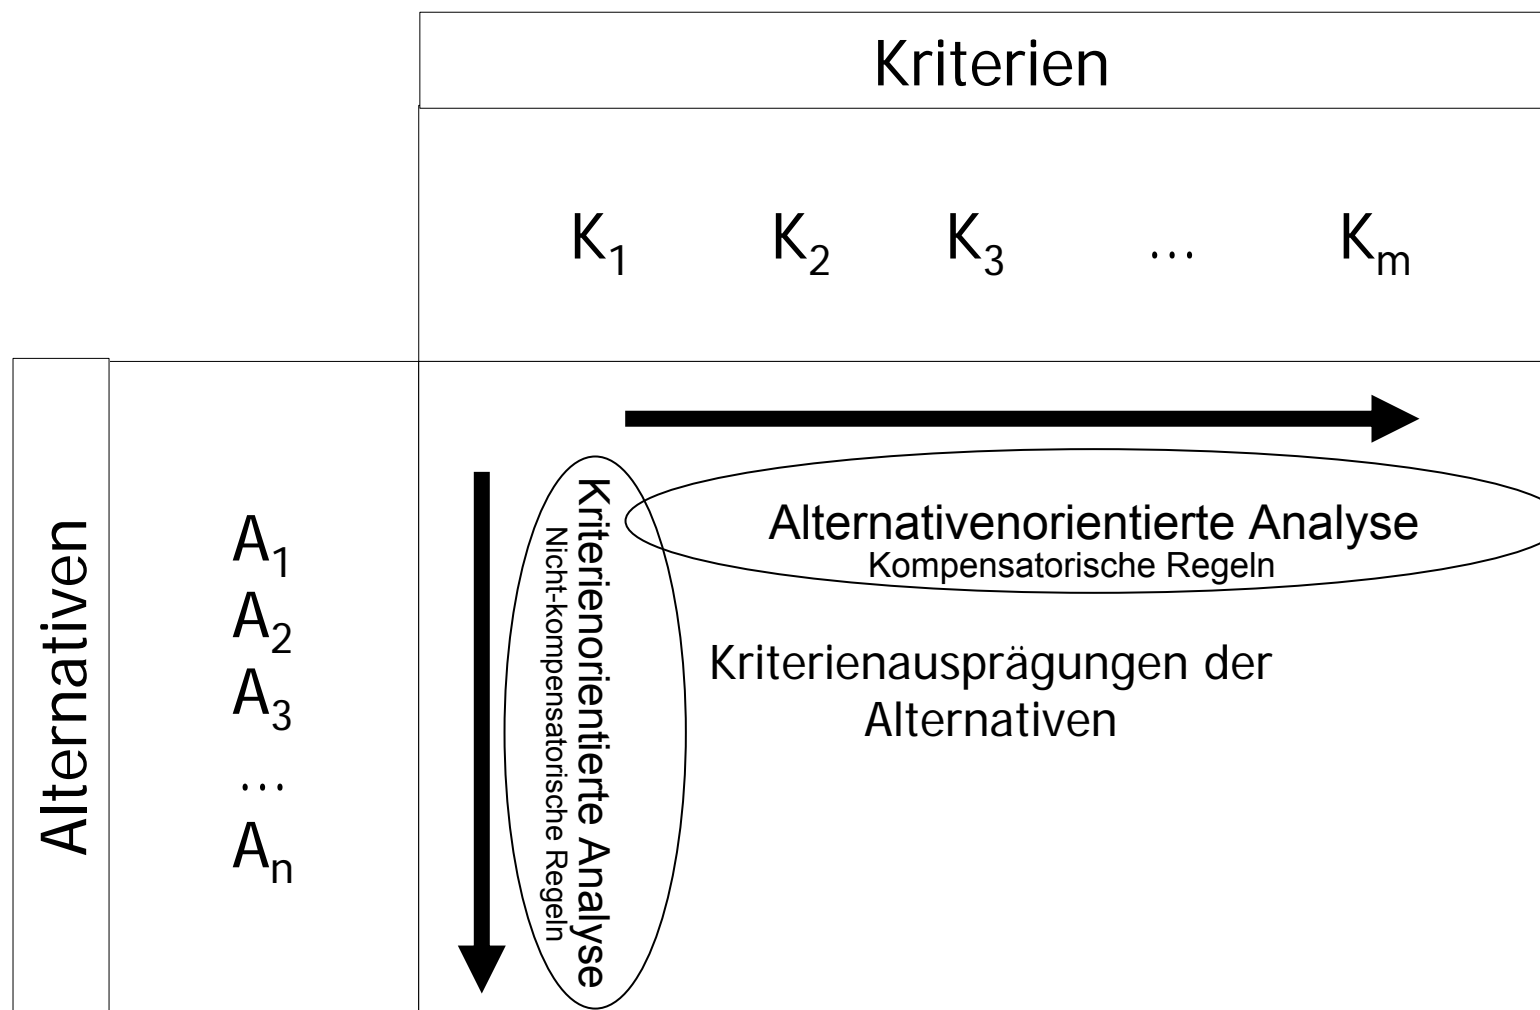 Kriterien
K₁ K₂ K₃ … Kₘ
Alternativen
A₁
A₂
A₃
…
Aₙ
Kriterienorientierte Analyse
Nicht-kompensatorische Regeln
Alternativenorientierte Analyse
Kompensatorische Regeln
Kriterienausprägungen der
Alternativen